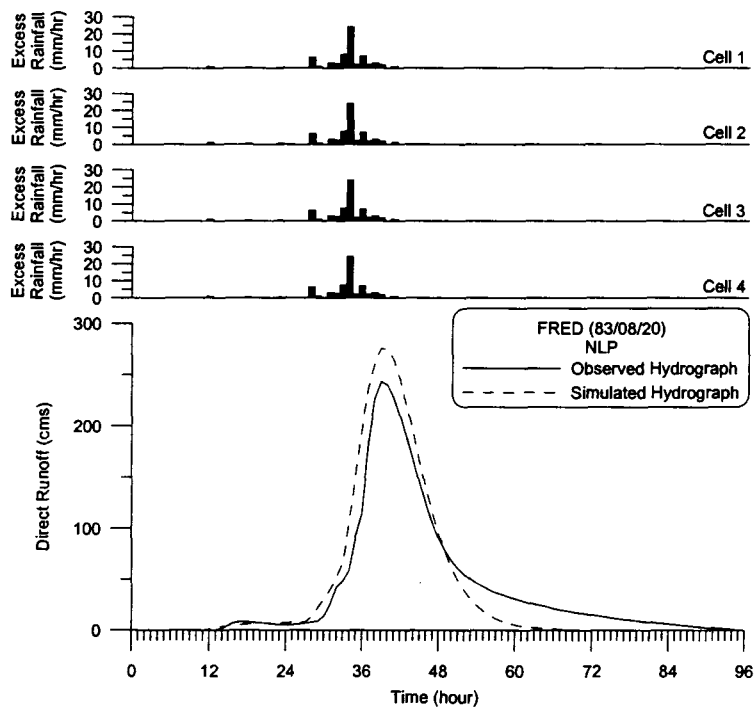 Excess
Rainfall
(mm/hr)
30
20
10
0
Cell 1
Excess
Rainfall
(mm/hr)
30
20
10
0
Cell 2
Excess
Rainfall
(mm/hr)
30
20
10
0
Cell 3
Excess
Rainfall
(mm/hr)
30
20
10
0
Cell 4
FRED (83/08/20)
NLP
Observed Hydrograph
Simulated Hydrograph
Direct Runoff (cms)
300
200
100
0
0 12 24 36 48 60 72 84 96
Time (hour)